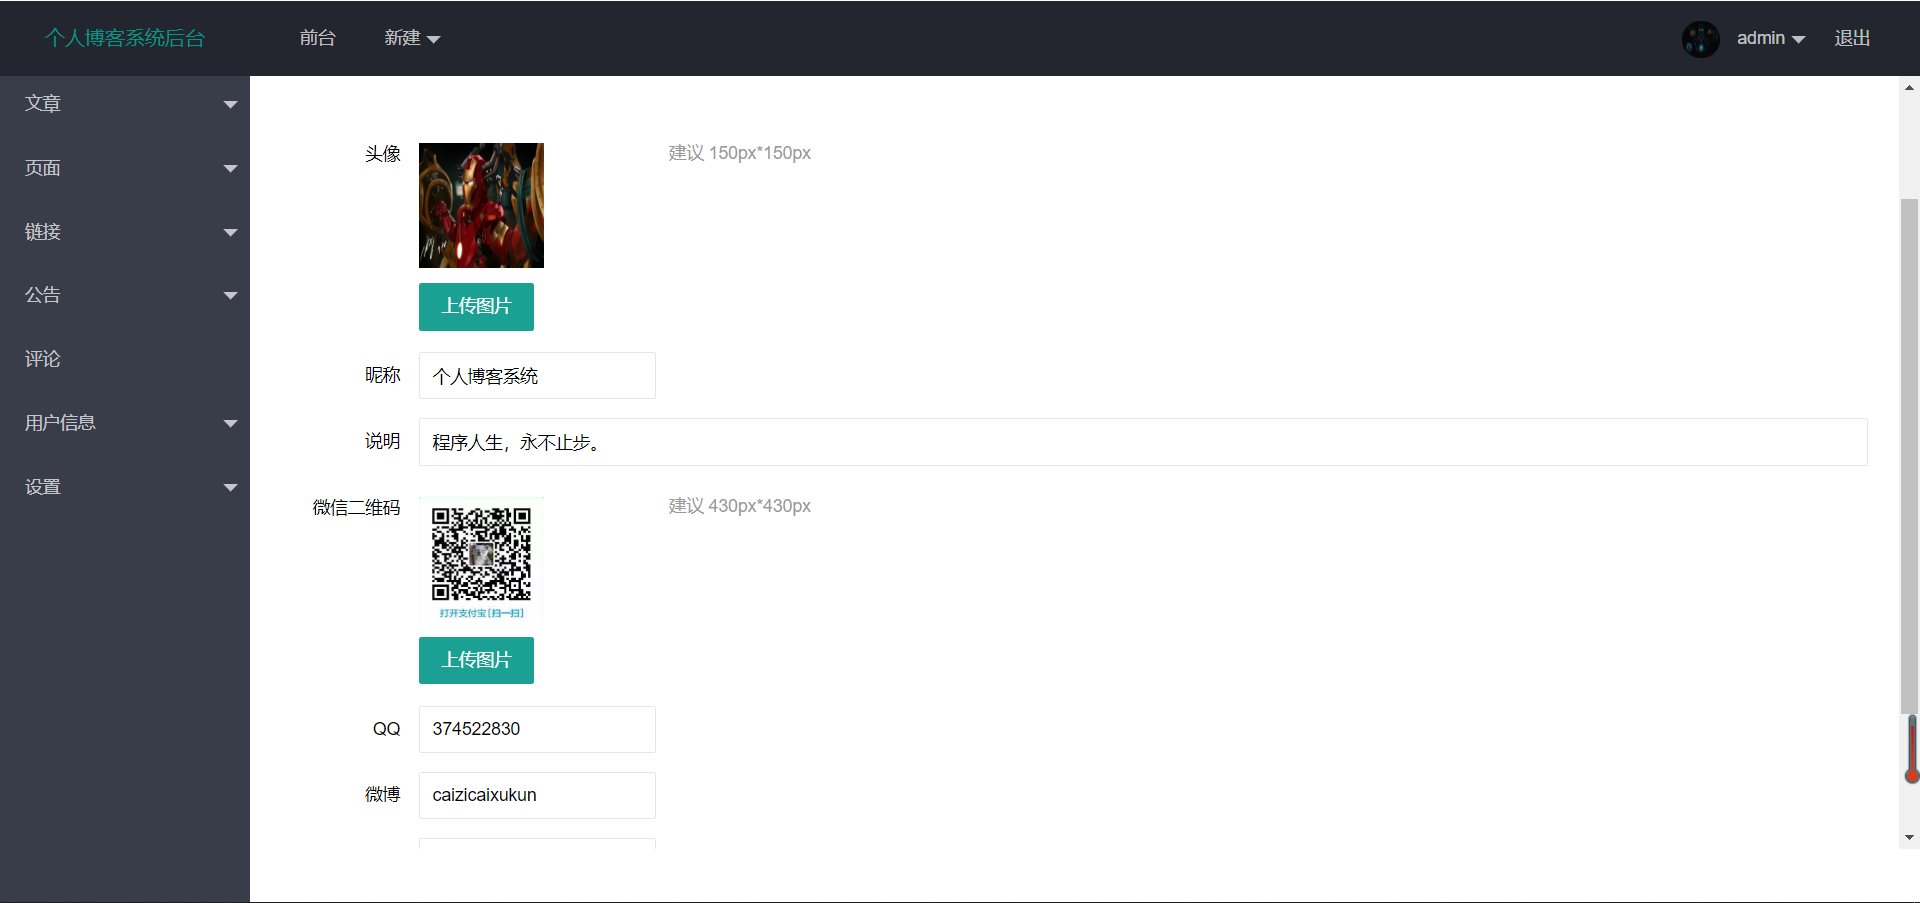 个人博客系统后台 前台 新建 admin 退出
文章
页面
链接
公告
评论
用户信息
设置
头像 建议 150px*150px
上传图片
昵称 个人博客系统
说明 程序人生，永不止步。
微信二维码 建议 430px*430px
打开支付宝[扫一扫]
上传图片
QQ 374522830
微博 caizicaixukun